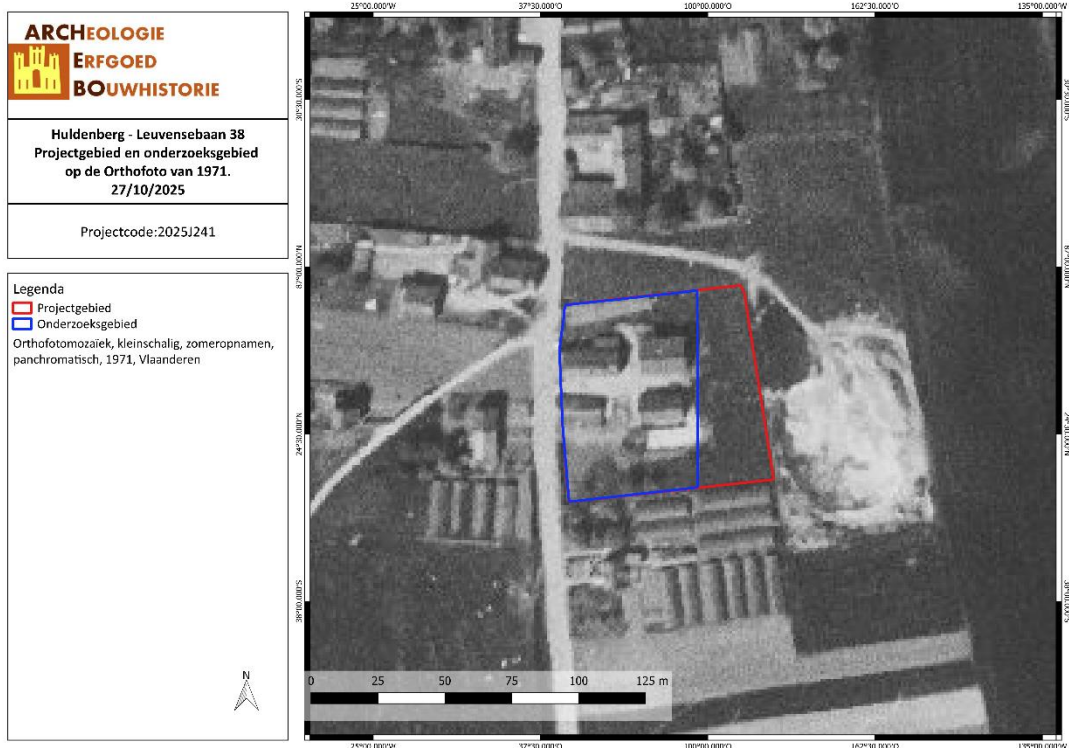 ARCHEOLOGIE
ERFGOED
BOUWHISTORIE
Huldenberg - Leuvensebaan 38
Projectgebied en onderzoeksgebied
op de Orthofoto van 1971.
27/10/2025
Projectcode:2025J241
Legenda
Projectgebied
Onderzoeksgebied
Orthofotomozaïek, kleinschalig, zomeropnamen,
panchromatisch, 1971, Vlaanderen
N
25°00.000'W 37°30.000'W 100°00.000'W 162°30.000'W 135°00.000'W
0 25 50 75 100 125 m